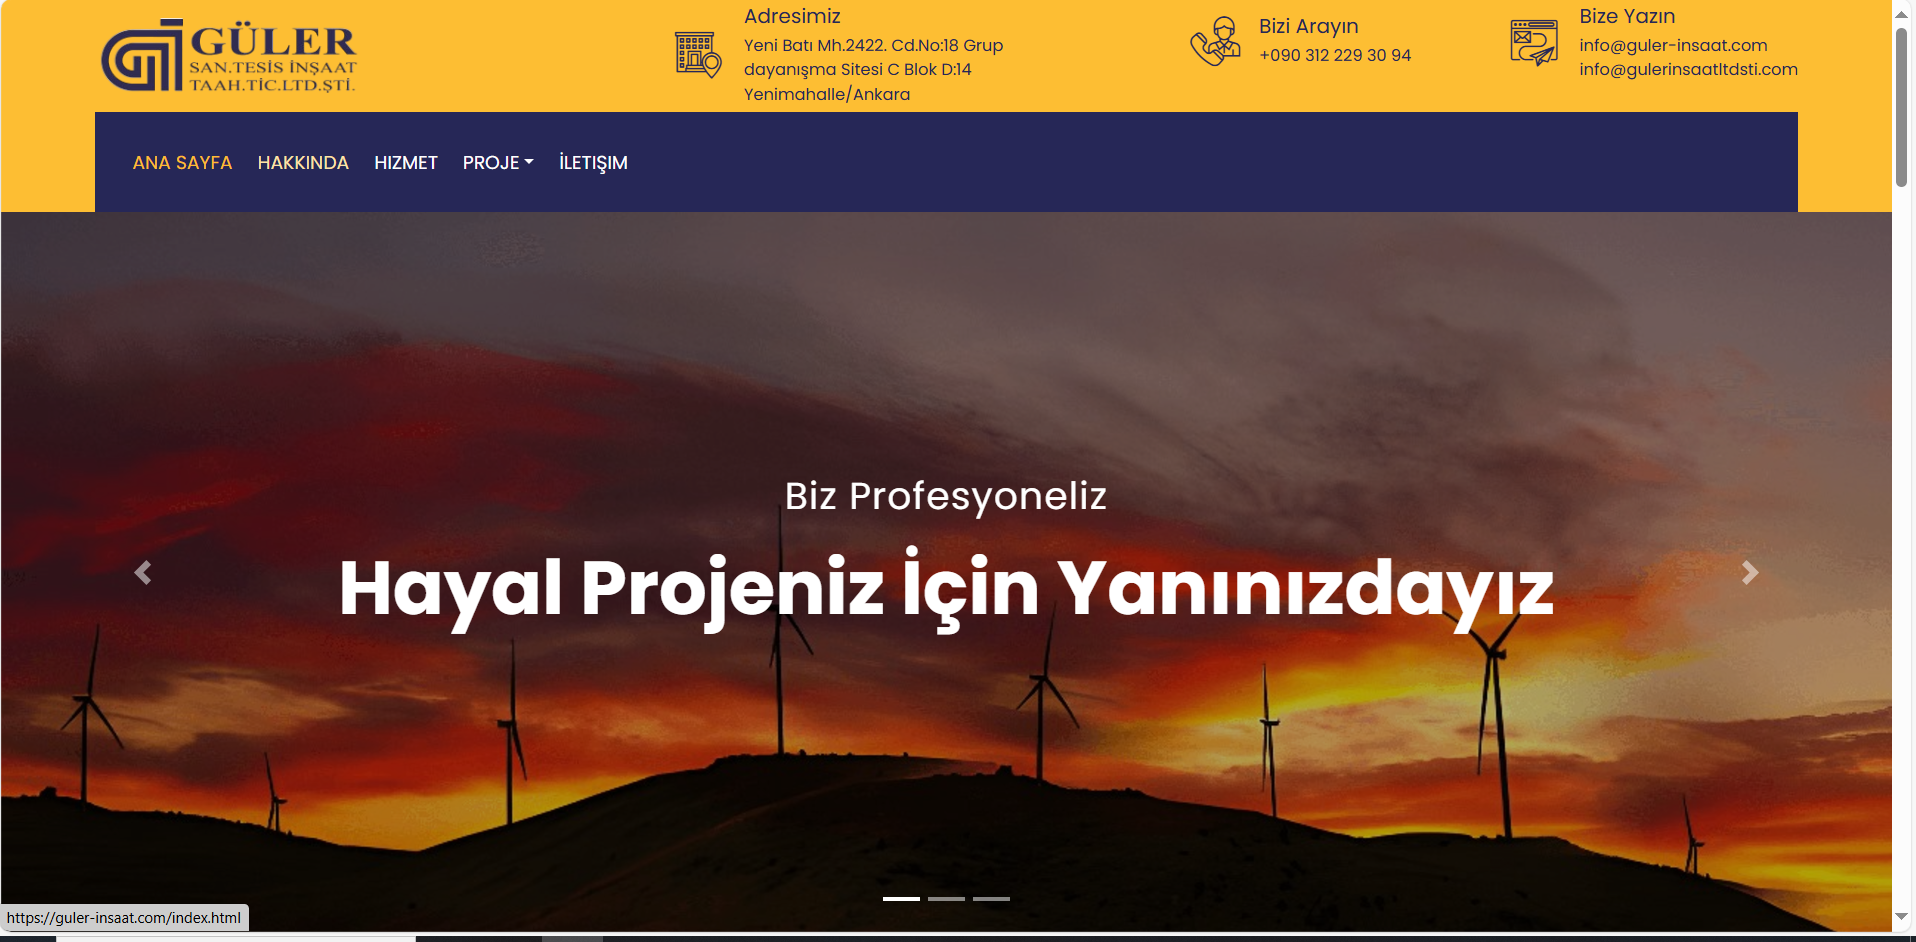 GÜLER
SAN.TESİS İNŞAAT
TAAH.TİC.LTD.ŞTİ.
Adresimiz
Yeni Batı Mh.2422. Cd.No:18 Grup
dayanışma Sitesi C Blok D:14
Yenimahalle/Ankara
Bizi Arayın
+090 312 229 30 94
Bize Yazın
info@guler-insaat.com
info@gulerinsaatltdsti.com
ANA SAYFA HAKKINDA HIZMET PROJE İLETIŞIM
Biz Profesyoneliz
Hayal Projeniz İçin Yanınızdayız
https://guler-insaat.com/index.html